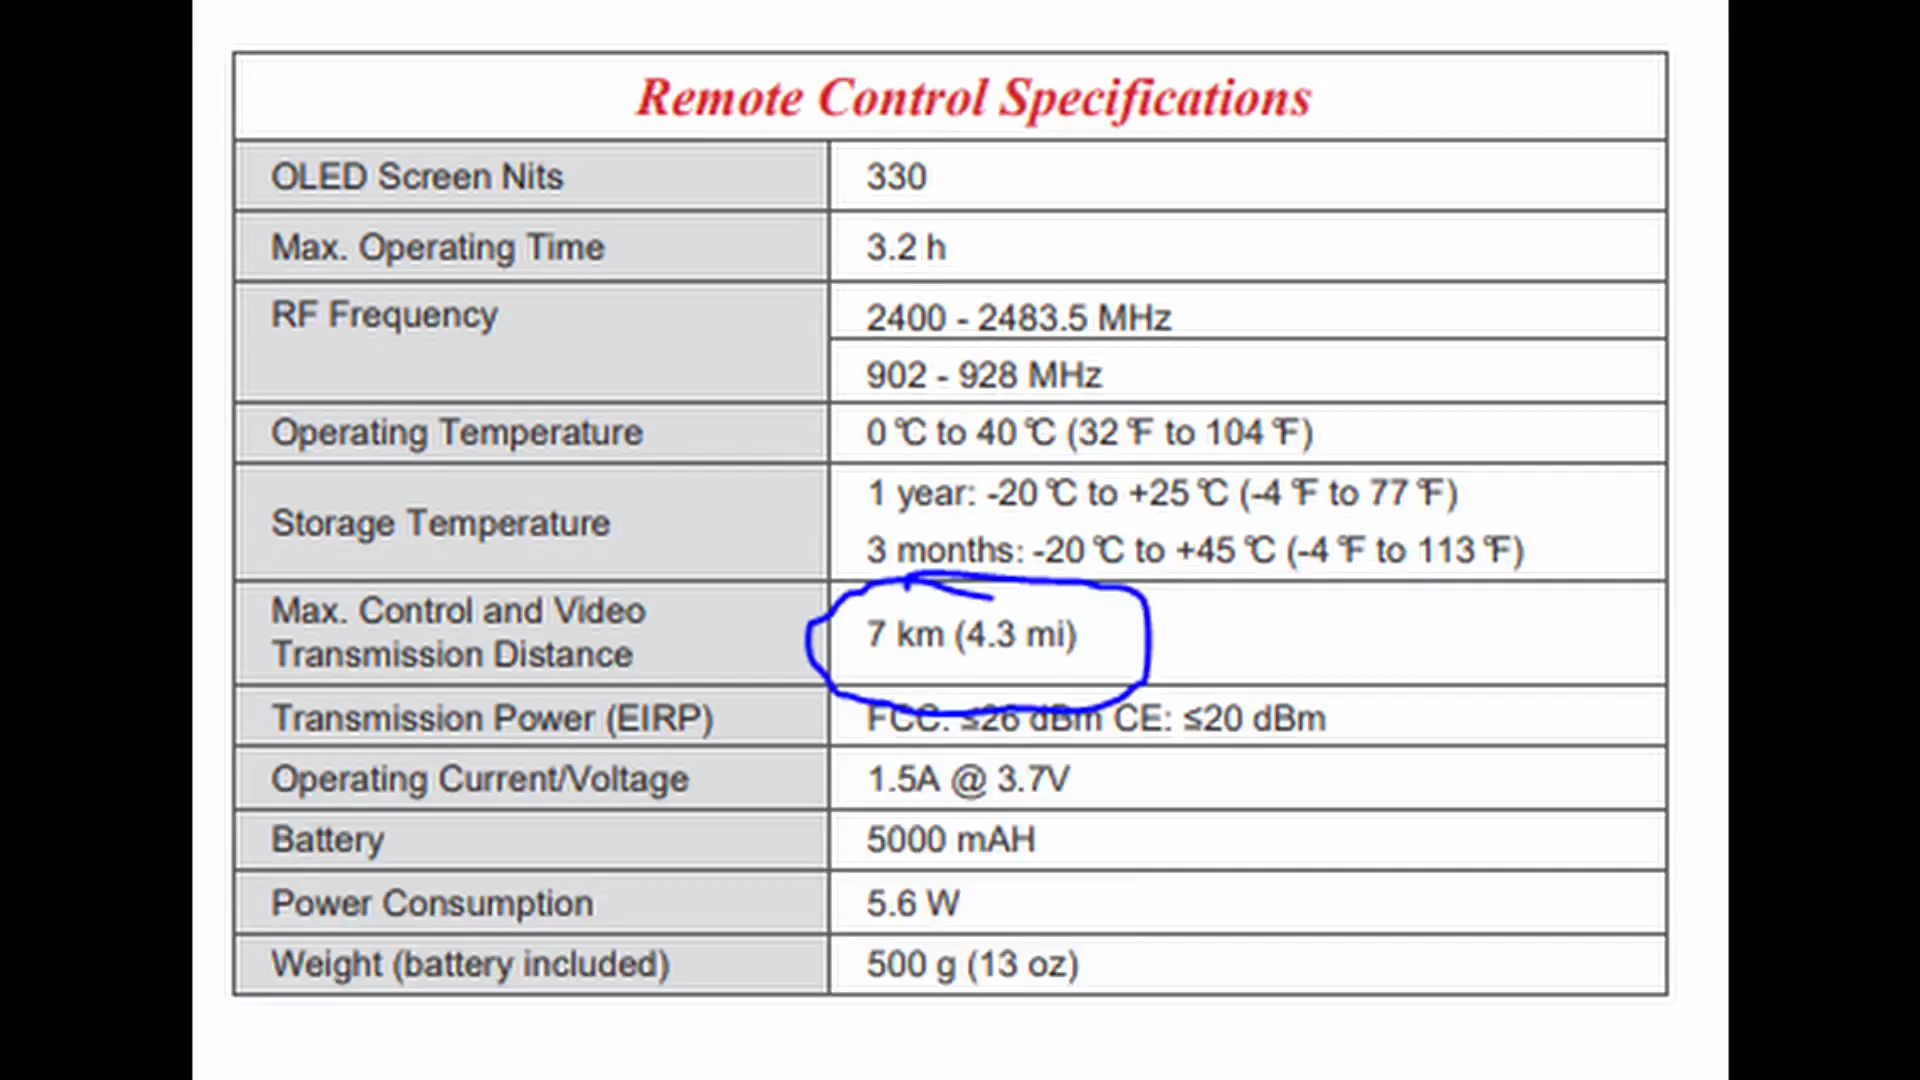 Remote Control Specifications
OLED Screen Nits 330
Max. Operating Time 3.2 h
RF Frequency 2400 - 2483.5 MHz
902 - 928 MHz
Operating Temperature 0℃ to 40℃ (32℉ to 104℉)
Storage Temperature 1 year: -20℃ to +25℃ (-4℉ to 77℉)
3 months: -20℃ to +45℃ (-4℉ to 113℉)
Max. Control and Video
Transmission Distance 7 km (4.3 mi)
Transmission Power (EIRP) FCC: ≤26 dBm CE: ≤20 dBm
Operating Current/Voltage 1.5A @ 3.7V
Battery 5000 mAH
Power Consumption 5.6 W
Weight (battery included) 500 g (13 oz)